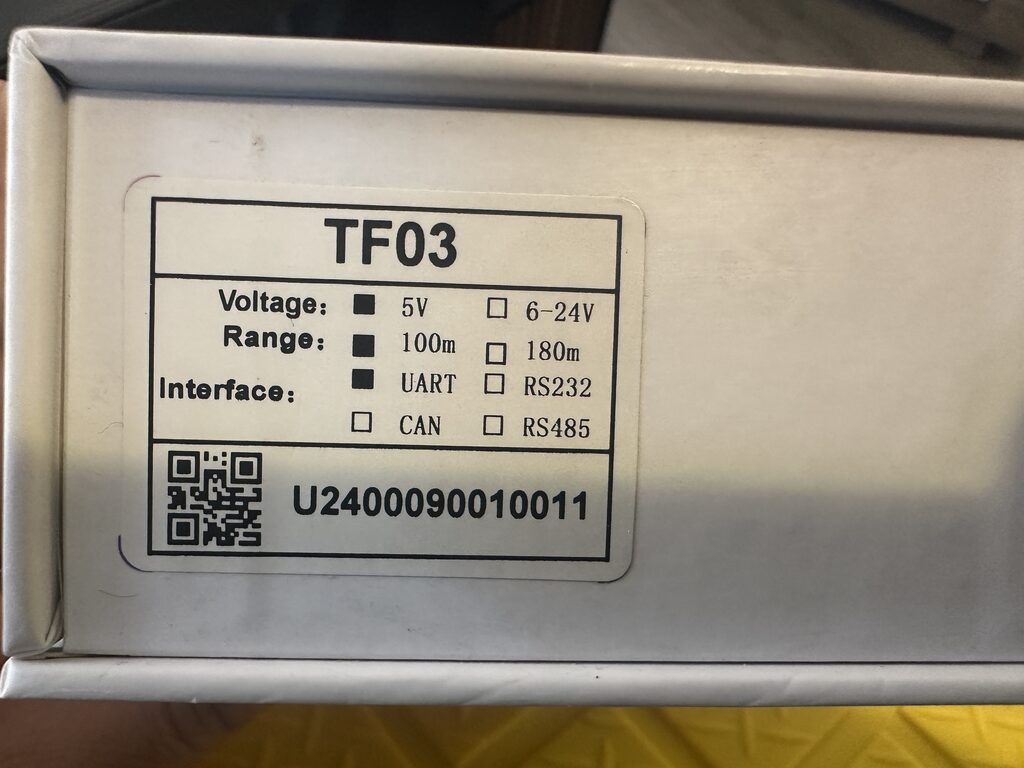 TF03
Voltage: ■ 5V □ 6-24V
Range: ■ 100m □ 180m
Interface: ■ UART □ RS232
□ CAN □ RS485
U2400090010011